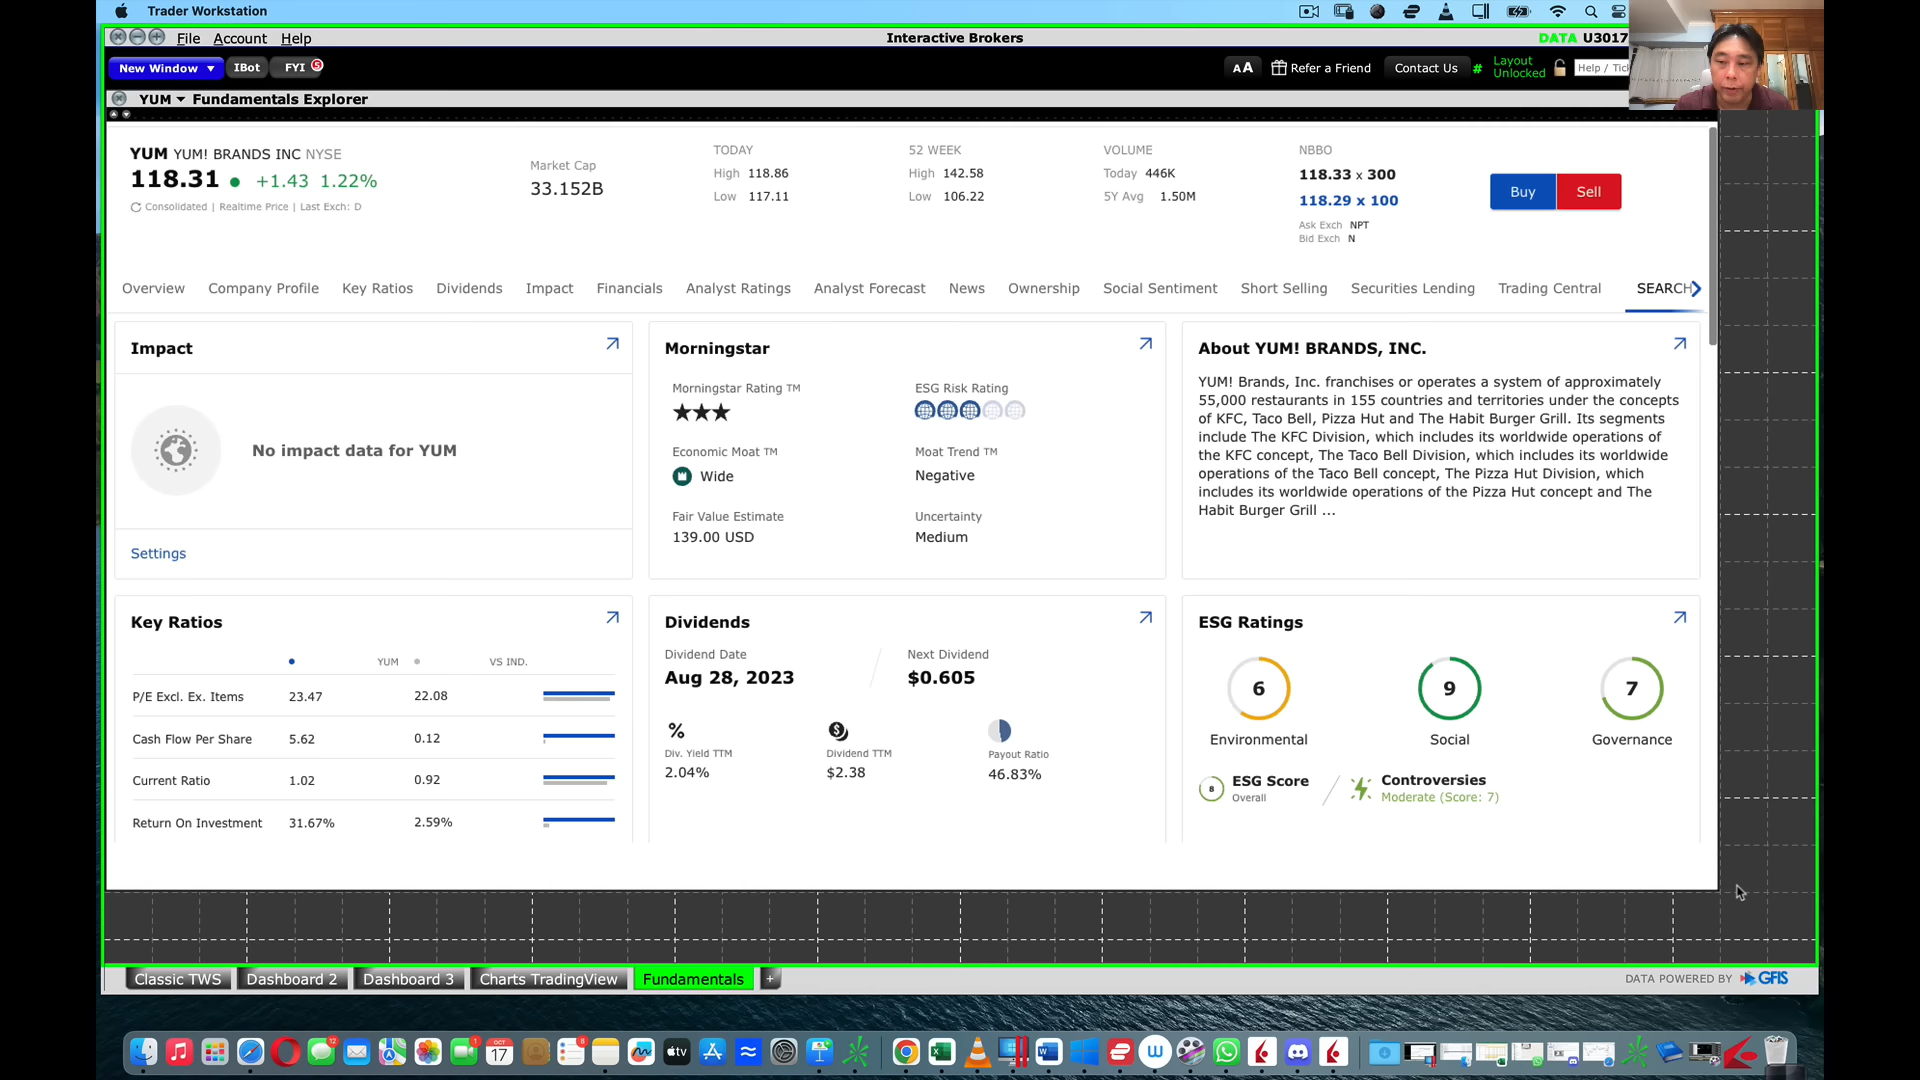 Trader Workstation
File Account Help
Interactive Brokers
DATA U3017
New Window IBot FYI 5
AA Refer a Friend Contact Us # Layout Unlocked Help / Tic
YUM Fundamentals Explorer
YUM YUM! BRANDS INC NYSE
118.31 +1.43 1.22%
Consolidated | Realtime Price | Last Exch: D
Market Cap
33.152B
TODAY
High 118.86
Low 117.11
52 WEEK
High 142.58
Low 106.22
VOLUME
Today 446K
5Y Avg 1.50M
NBBO
118.33 x 300
118.29 x 100
Ask Exch NPT
Bid Exch N
Buy Sell
Overview Company Profile Key Ratios Dividends Impact Financials Analyst Ratings Analyst Forecast News Ownership Social Sentiment Short Selling Securities Lending Trading Central SEARCH
Impact
No impact data for YUM
Settings
Morningstar
Morningstar Rating TM
ESG Risk Rating
Economic Moat TM
Wide
Moat Trend TM
Negative
Fair Value Estimate
139.00 USD
Uncertainty
Medium
About YUM! BRANDS, INC.
YUM! Brands, Inc. franchises or operates a system of approximately
55,000 restaurants in 155 countries and territories under the concepts
of KFC, Taco Bell, Pizza Hut and The Habit Burger Grill. Its segments
include The KFC Division, which includes its worldwide operations of
the KFC concept, The Taco Bell Division, which includes its worldwide
operations of the Taco Bell concept, The Pizza Hut Division, which
includes its worldwide operations of the Pizza Hut concept and The
Habit Burger Grill ...
Key Ratios
YUM VS IND.
P/E Excl. Ex. Items 23.47 22.08
Cash Flow Per Share 5.62 0.12
Current Ratio 1.02 0.92
Return On Investment 31.67% 2.59%
Dividends
Dividend Date
Aug 28, 2023
Next Dividend
$0.605
%
Div. Yield TTM
2.04%
Dividend TTM
$2.38
Payout Ratio
46.83%
ESG Ratings
6 9 7
Environmental Social Governance
8 ESG Score
Overall
Controversies
Moderate (Score: 7)
Classic TWS Dashboard 2 Dashboard 3 Charts TradingView Fundamentals +
DATA POWERED BY GFIS
12
1
OCT
17
8
tv